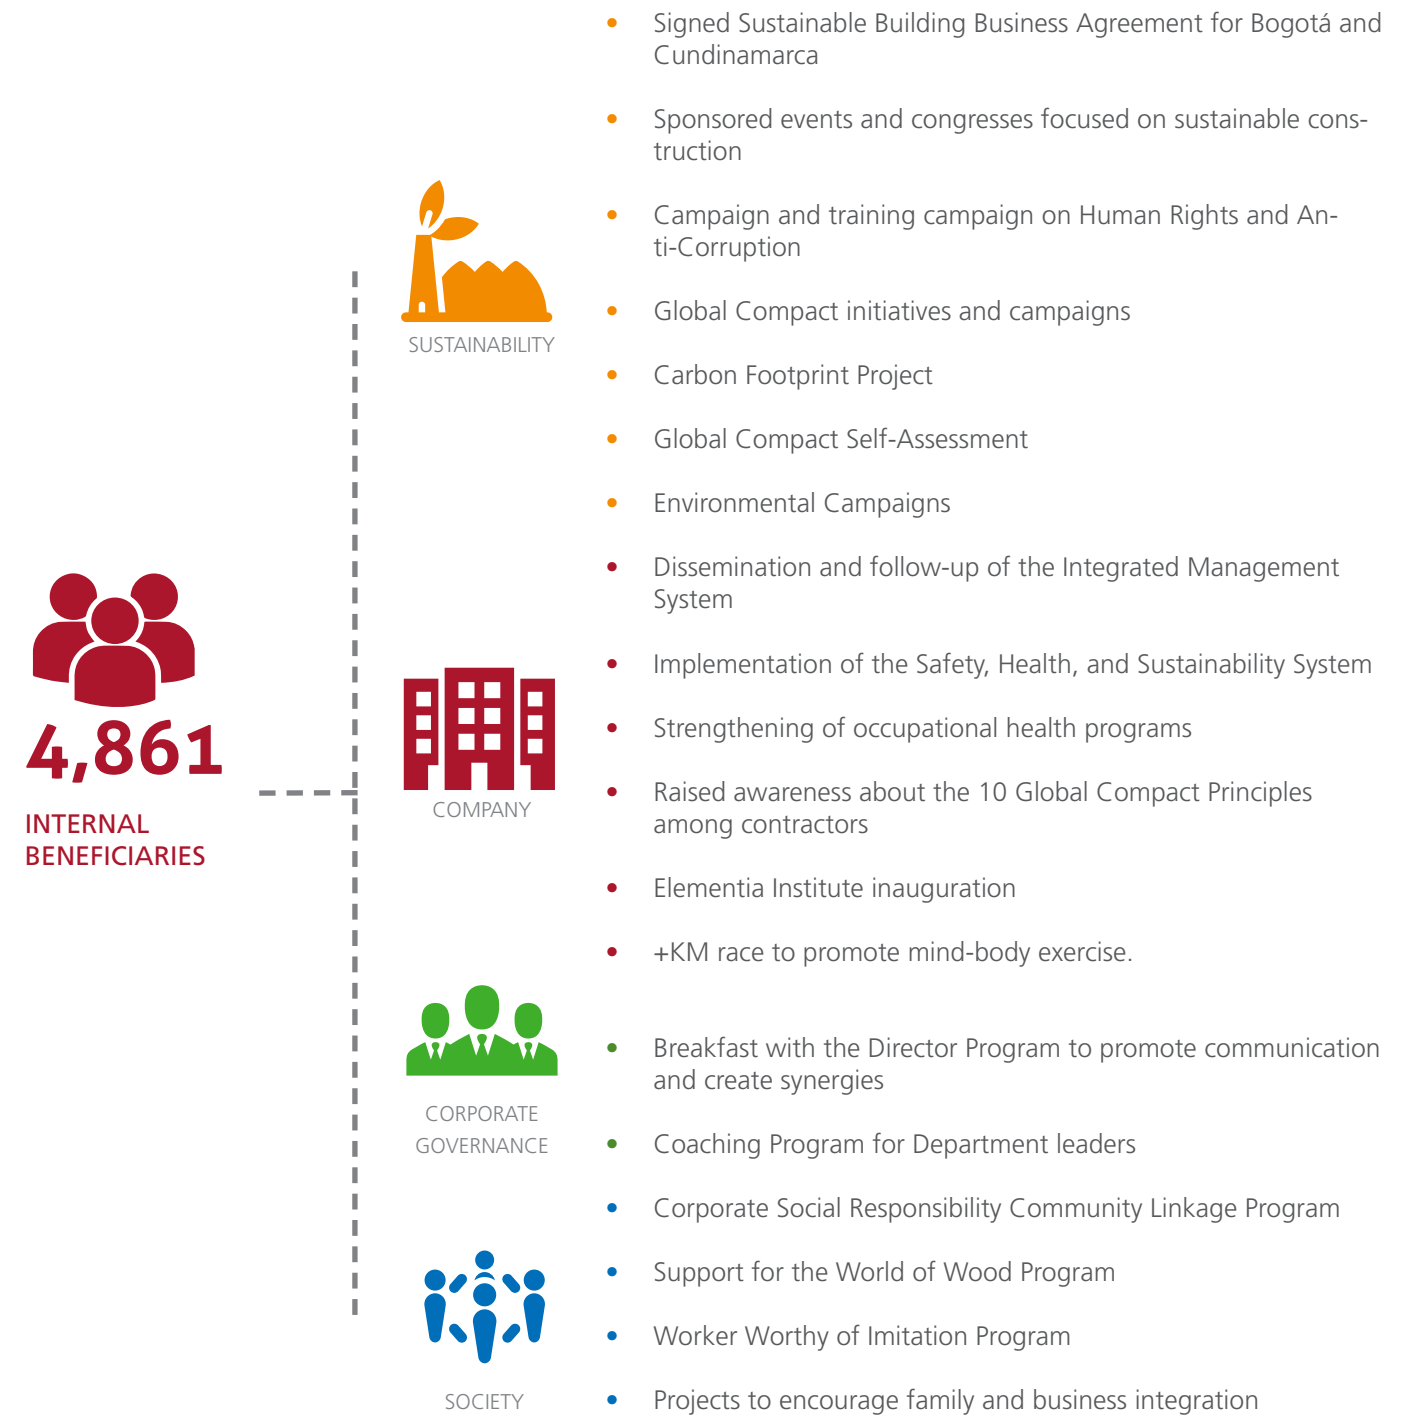 Signed Sustainable Building Business Agreement for Bogotá and
Cundinamarca
Sponsored events and congresses focused on sustainable cons-
truction
Campaign and training campaign on Human Rights and An-
ti-Corruption
Global Compact initiatives and campaigns
SUSTAINABILITY
Carbon Footprint Project
Global Compact Self-Assessment
Environmental Campaigns
4,861
INTERNAL
BENEFICIARIES
Dissemination and follow-up of the Integrated Management
System
Implementation of the Safety, Health, and Sustainability System
Strengthening of occupational health programs
COMPANY
Raised awareness about the 10 Global Compact Principles
among contractors
Elementia Institute inauguration
+KM race to promote mind-body exercise.
CORPORATE
GOVERNANCE
Breakfast with the Director Program to promote communication
and create synergies
Coaching Program for Department leaders
Corporate Social Responsibility Community Linkage Program
Support for the World of Wood Program
Worker Worthy of Imitation Program
SOCIETY
Projects to encourage family and business integration